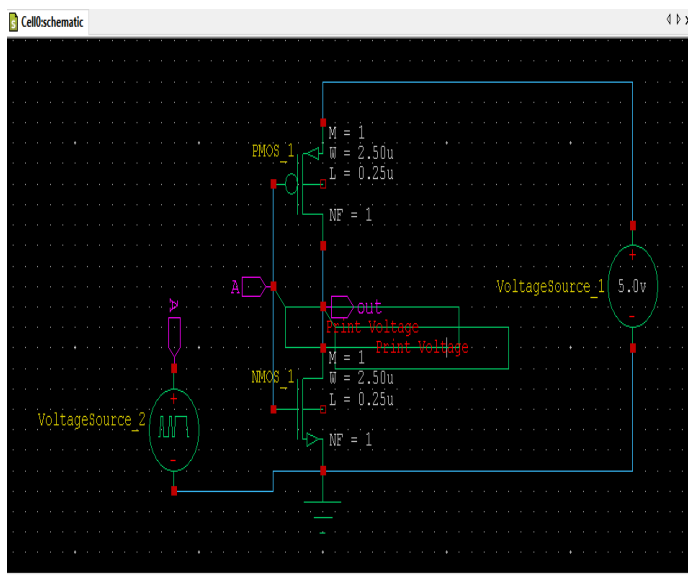 Cell0:schematic
M = 1
PMOS_1
W = 2.50u
L = 0.25u
NF = 1
A
VoltageSource_1
5.0v
A
out
Print Voltage
Print Voltage
M = 1
NMOS_1
W = 2.50u
L = 0.25u
VoltageSource_2
NF = 1